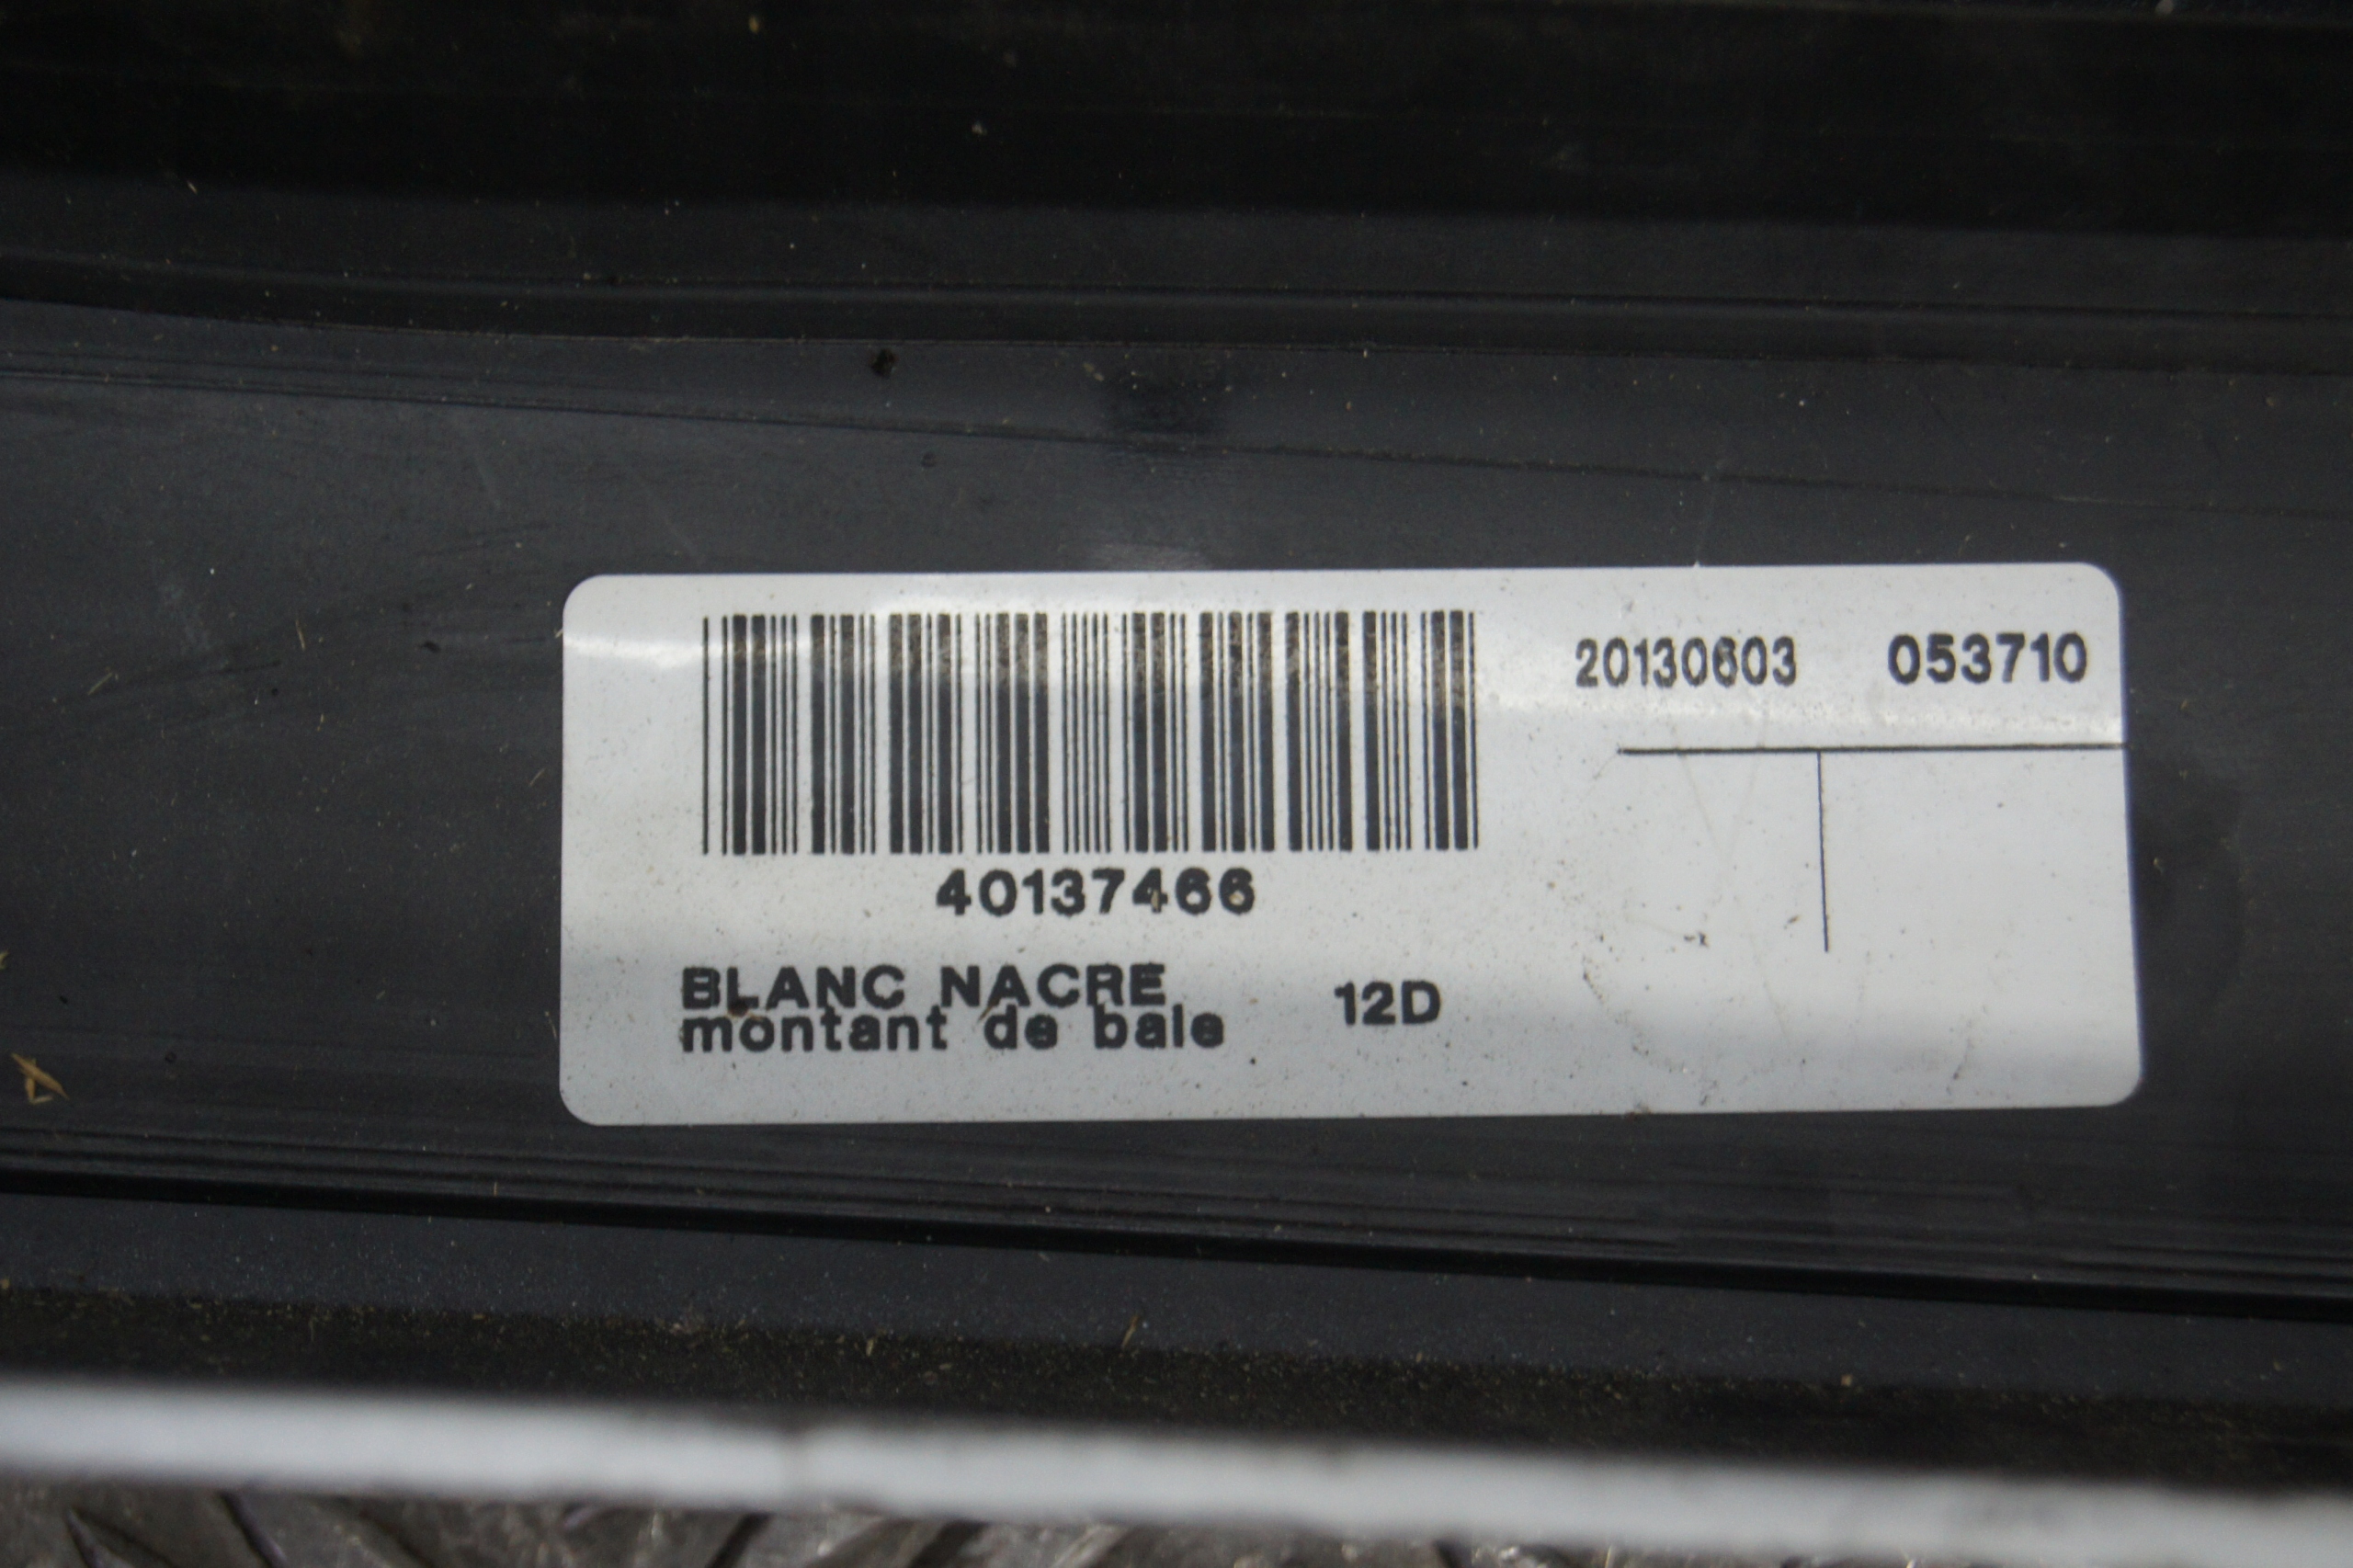 20130603 053710
40137466
BLANC NACRE
montant de baie 12D